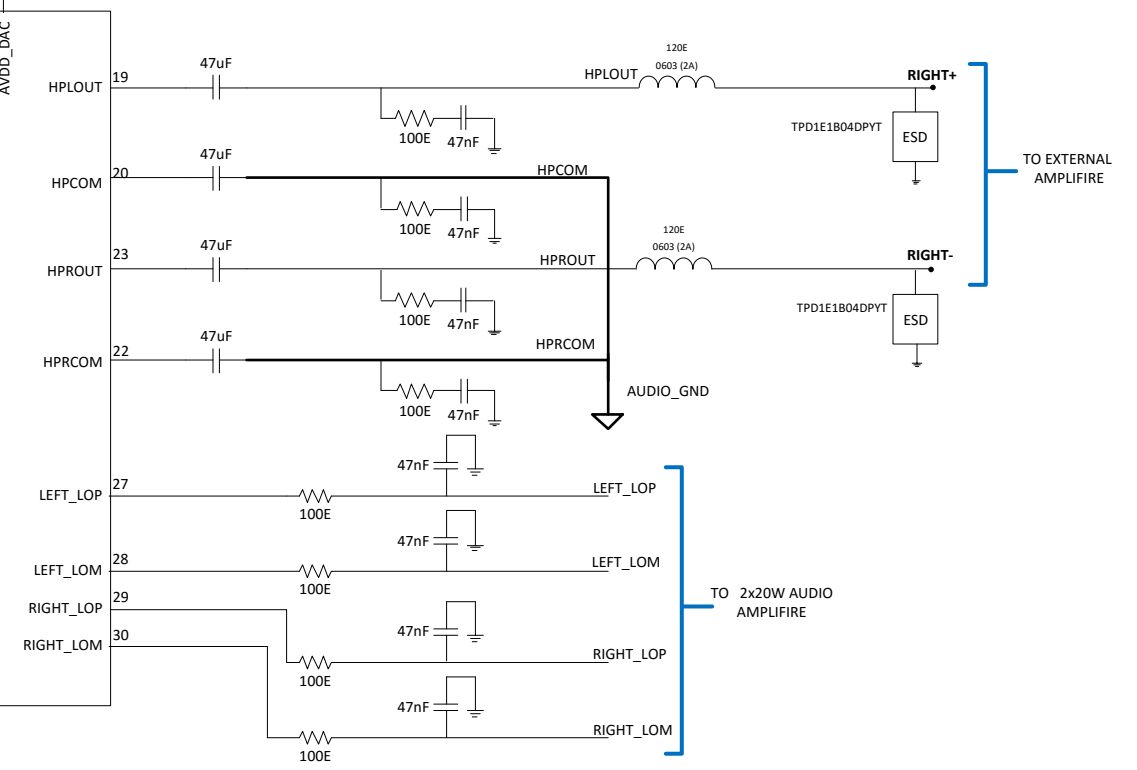 AVDD_DAC
HPLOUT
19
47uF
100E
47nF
HPLOUT
120E
0603 (2A)
RIGHT+
TPD1E1B04DPYT
ESD
HPCOM
20
47uF
100E
47nF
HPCOM
TO EXTERNAL
AMPLIFIRE
HPROUT
23
47uF
100E
47nF
HPROUT
120E
0603 (2A)
RIGHT-
TPD1E1B04DPYT
ESD
HPRCOM
22
47uF
100E
47nF
HPRCOM
AUDIO_GND
LEFT_LOP
27
100E
47nF
LEFT_LOP
LEFT_LOM
28
100E
47nF
LEFT_LOM
RIGHT_LOP
29
100E
47nF
RIGHT_LOP
RIGHT_LOM
30
100E
47nF
RIGHT_LOM
TO 2x20W AUDIO
AMPLIFIRE